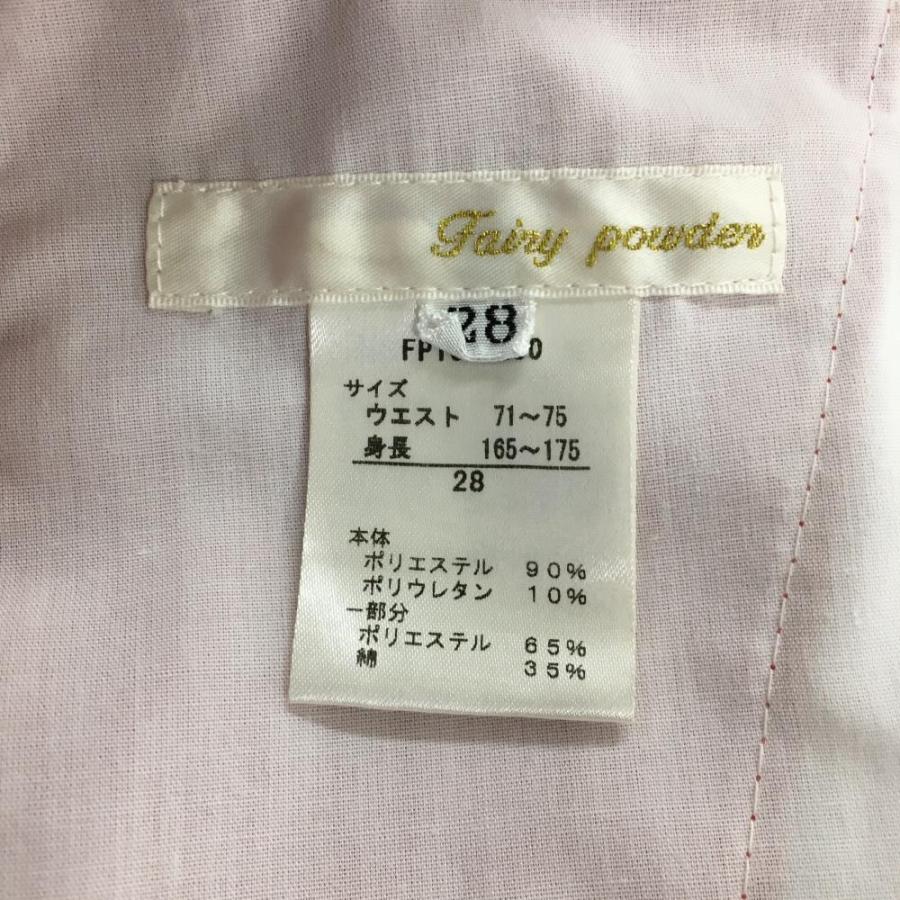 Fairy powder
28
サイズ
ウエスト 71～75
身長 165～175
28
本体
ポリエステル 90%
ポリウレタン 10%
一部分
ポリエステル 65%
綿 35%